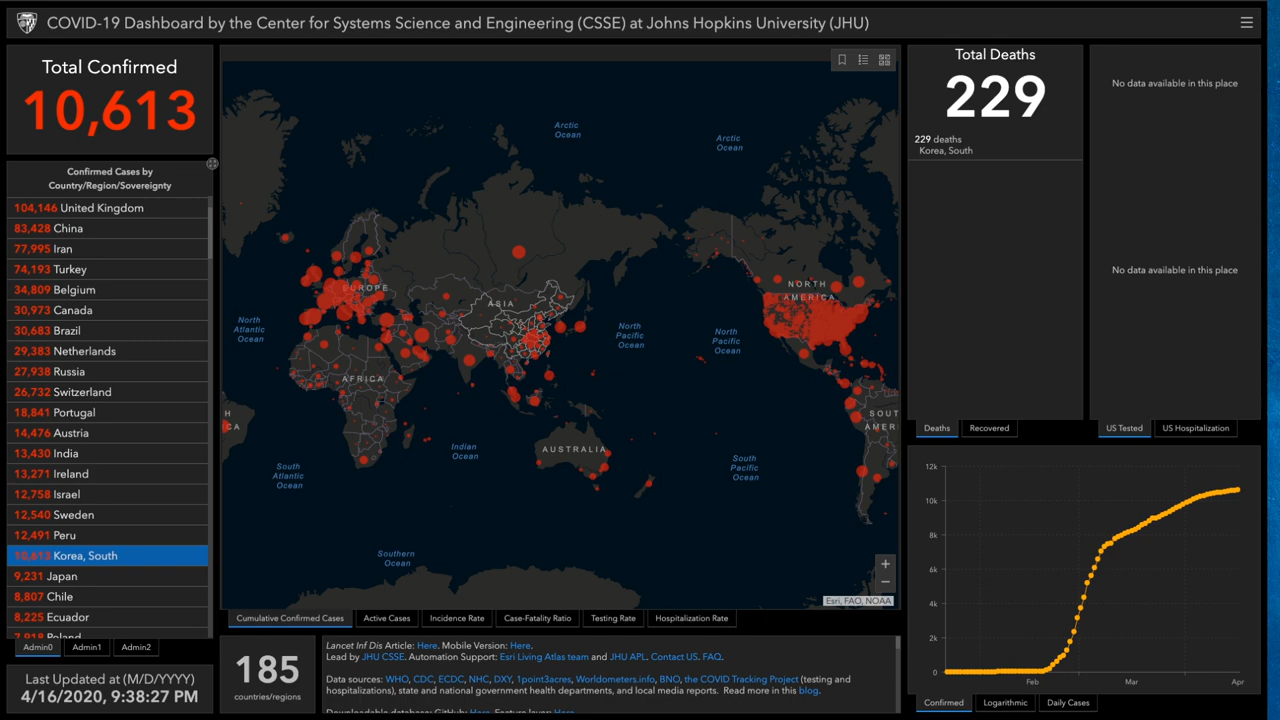 COVID-19 Dashboard by the Center for Systems Science and Engineering (CSSE) at Johns Hopkins University (JHU)
Total Confirmed
10,613
Confirmed Cases by
Country/Region/Sovereignty
104,146 United Kingdom
83,428 China
77,995 Iran
74,193 Turkey
34,809 Belgium
30,973 Canada
30,683 Brazil
29,383 Netherlands
27,938 Russia
26,732 Switzerland
18,841 Portugal
14,476 Austria
13,430 India
13,271 Ireland
12,758 Israel
12,540 Sweden
12,491 Peru
10,613 Korea, South
9,231 Japan
8,807 Chile
8,225 Ecuador
7,918 Poland
Admin0
Admin1
Admin2
Last Updated at (M/D/YYYY)
4/16/2020, 9:38:27 PM
Arctic
Ocean
Arctic
Ocean
EUROPE
ASIA
NORTH
AMERICA
North
Atlantic
Ocean
North
Pacific
Ocean
North
Pacific
Ocean
AFRICA
H
CA
SOUT
AMER
Indian
Ocean
AUSTRALIA
South
Atlantic
Ocean
South
Pacific
Ocean
Southern
Ocean
+
−
Esri, FAO, NOAA
Cumulative Confirmed Cases
Active Cases
Incidence Rate
Case-Fatality Ratio
Testing Rate
Hospitalization Rate
185
countries/regions
Lancet Inf Dis Article: Here. Mobile Version: Here.
Lead by JHU CSSE. Automation Support: Esri Living Atlas team and JHU APL. Contact US. FAQ.
Data sources: WHO, CDC, ECDC, NHC, DXY, 1point3acres, Worldometers.info, BNO, the COVID Tracking Project (testing and
hospitalizations), state and national government health departments, and local media reports. Read more in this blog.
Downloadable database: GitHub: Here. Feature layer: Here.
Total Deaths
229
229 deaths
Korea, South
Deaths
Recovered
No data available in this place
No data available in this place
US Tested
US Hospitalization
12k
10k
8k
6k
4k
2k
0
Feb
Mar
Apr
Confirmed
Logarithmic
Daily Cases